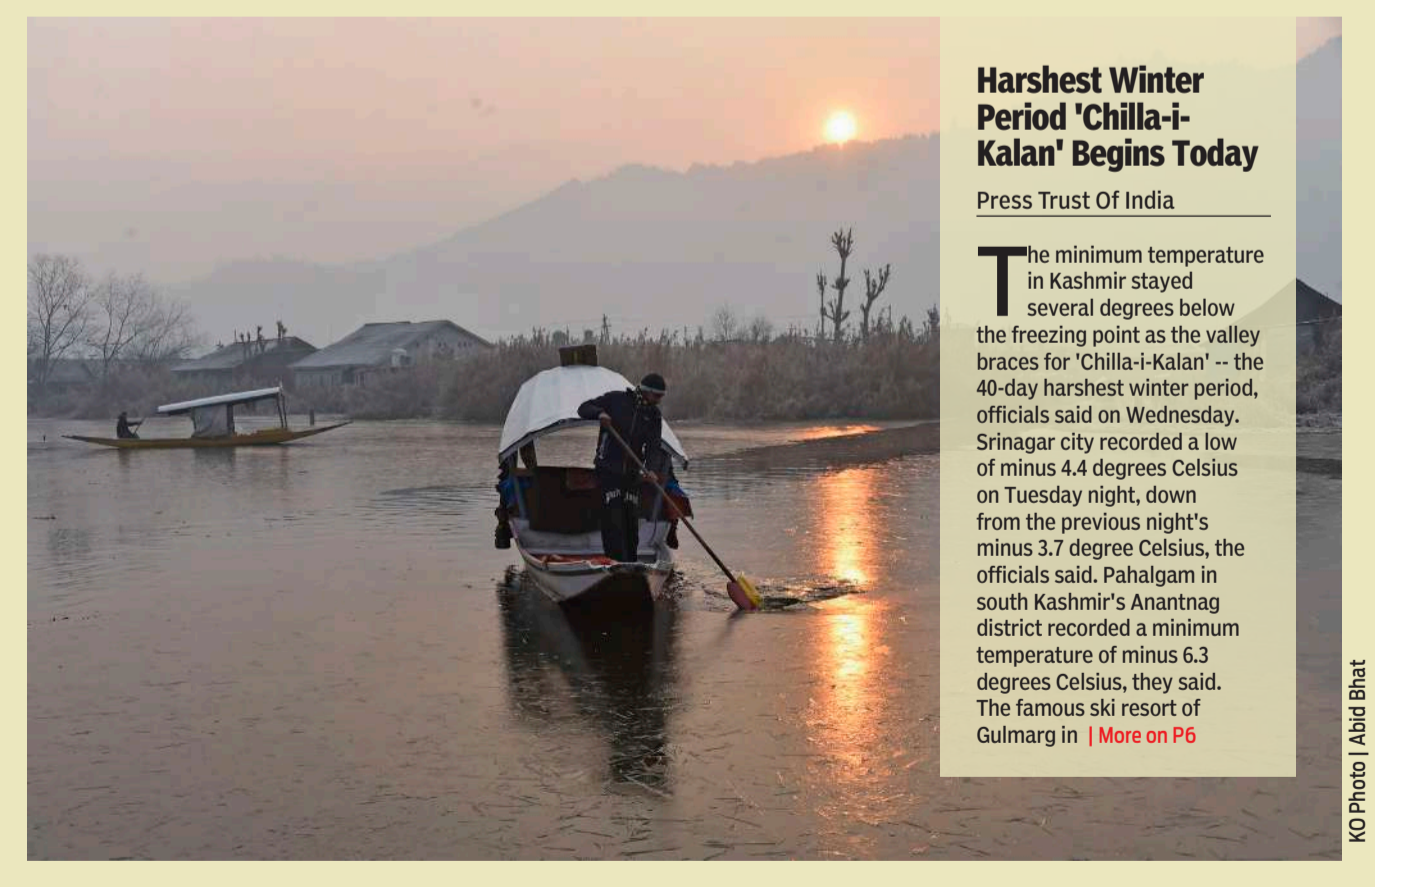 Harshest Winter
Period 'Chilla-i-
Kalan' Begins Today
Press Trust Of India
The minimum temperature
in Kashmir stayed
several degrees below
the freezing point as the valley
braces for 'Chilla-i-Kalan' -- the
40-day harshest winter period,
officials said on Wednesday.
Srinagar city recorded a low
of minus 4.4 degrees Celsius
on Tuesday night, down
from the previous night's
minus 3.7 degree Celsius, the
officials said. Pahalgam in
south Kashmir's Anantnag
district recorded a minimum
temperature of minus 6.3
degrees Celsius, they said.
The famous ski resort of
Gulmarg in | More on P6
KO Photo | Abid Bhat